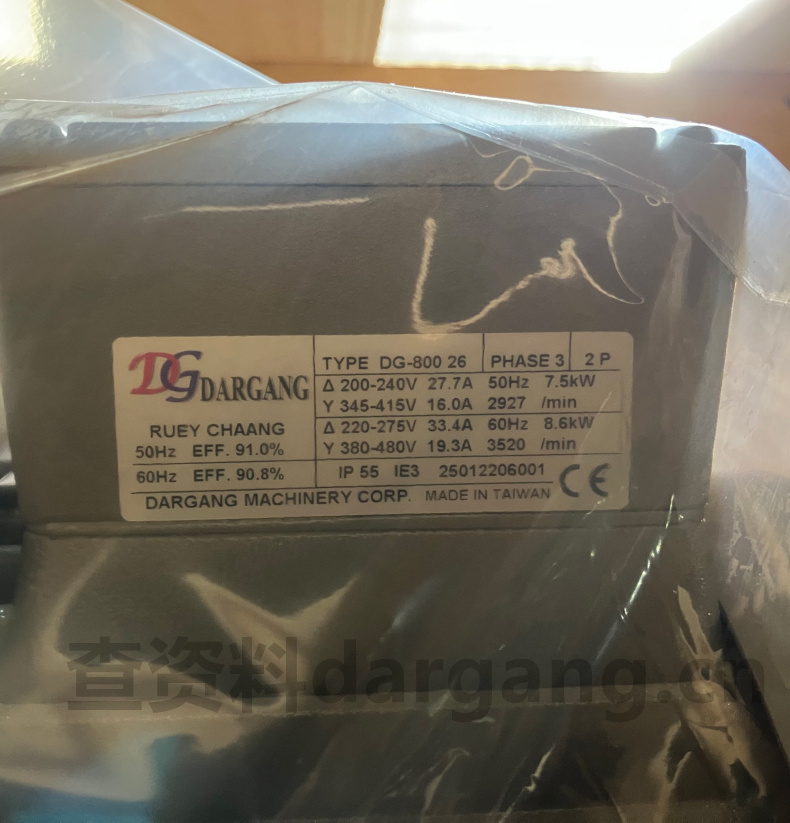 DG DARGANG
RUEY CHAANG
50Hz EFF. 91.0%
60Hz EFF. 90.8%
TYPE DG-800 26 PHASE 3 2 P
Δ 200-240V 27.7A 50Hz 7.5kW
Y 345-415V 16.0A 2927 /min
Δ 220-275V 33.4A 60Hz 8.6kW
Y 380-480V 19.3A 3520 /min
IP 55 IE3 25012206001
DARGANG MACHINERY CORP. MADE IN TAIWAN CE
查资料dargang.cn